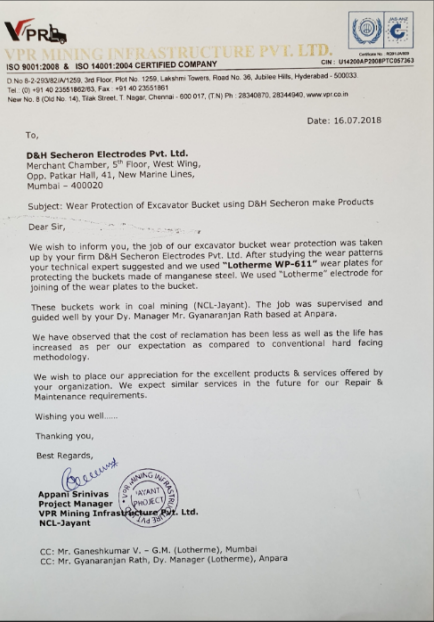 VPR
VPR MINING INFRASTRUCTURE PVT. LTD.
ISO 9001:2008 & ISO 14001:2004 CERTIFIED COMPANY
CIN : U14200AP2008PTC057363
D.No 8-2-293/82/A/1259, 3rd Floor, Plot No. 1259, Lakshmi Towers, Road No. 36, Jubilee Hills, Hyderabad - 500033.
Tel : (0) +91 40 23551862/63, Fax : +91 40 23551861
New No. 8 (Old No. 14), Tilak Street, T. Nagar, Chennai - 600 017, (T.N) Ph : 28340870, 28344940, www.vpr.co.in
Date: 16.07.2018
To,
D&H Secheron Electrodes Pvt. Ltd.
Merchant Chamber, 5th Floor, West Wing,
Opp. Patkar Hall, 41, New Marine Lines,
Mumbai – 400020
Subject: Wear Protection of Excavator Bucket using D&H Secheron make Products
Dear Sir,
We wish to inform you, the job of our excavator bucket wear protection was taken
up by your firm D&H Secheron Electrodes Pvt. Ltd. After studying the wear patterns
your technical expert suggested and we used "Lotherme WP-611" wear plates for
protecting the buckets made of manganese steel. We used "Lotherme" electrode for
joining of the wear plates to the bucket.
These buckets work in coal mining (NCL-Jayant). The job was supervised and
guided well by your Dy. Manager Mr. Gyanaranjan Rath based at Anpara.
We have observed that the cost of reclamation has been less as well as the life has
increased as per our expectation as compared to conventional hard facing
methodology.
We wish to place our appreciation for the excellent products & services offered by
your organization. We expect similar services in the future for our Repair &
Maintenance requirements.
Wishing you well......
Thanking you,
Best Regards,
Appani Srinivas
Project Manager
VPR Mining Infrastructure Pvt. Ltd.
NCL-Jayant
VPR MINING INFRASTRUCTURE PVT
JAYANT
PROJECT
CC: Mr. Ganeshkumar V. – G.M. (Lotherme), Mumbai
CC: Mr. Gyanaranjan Rath, Dy. Manager (Lotherme), Anpara